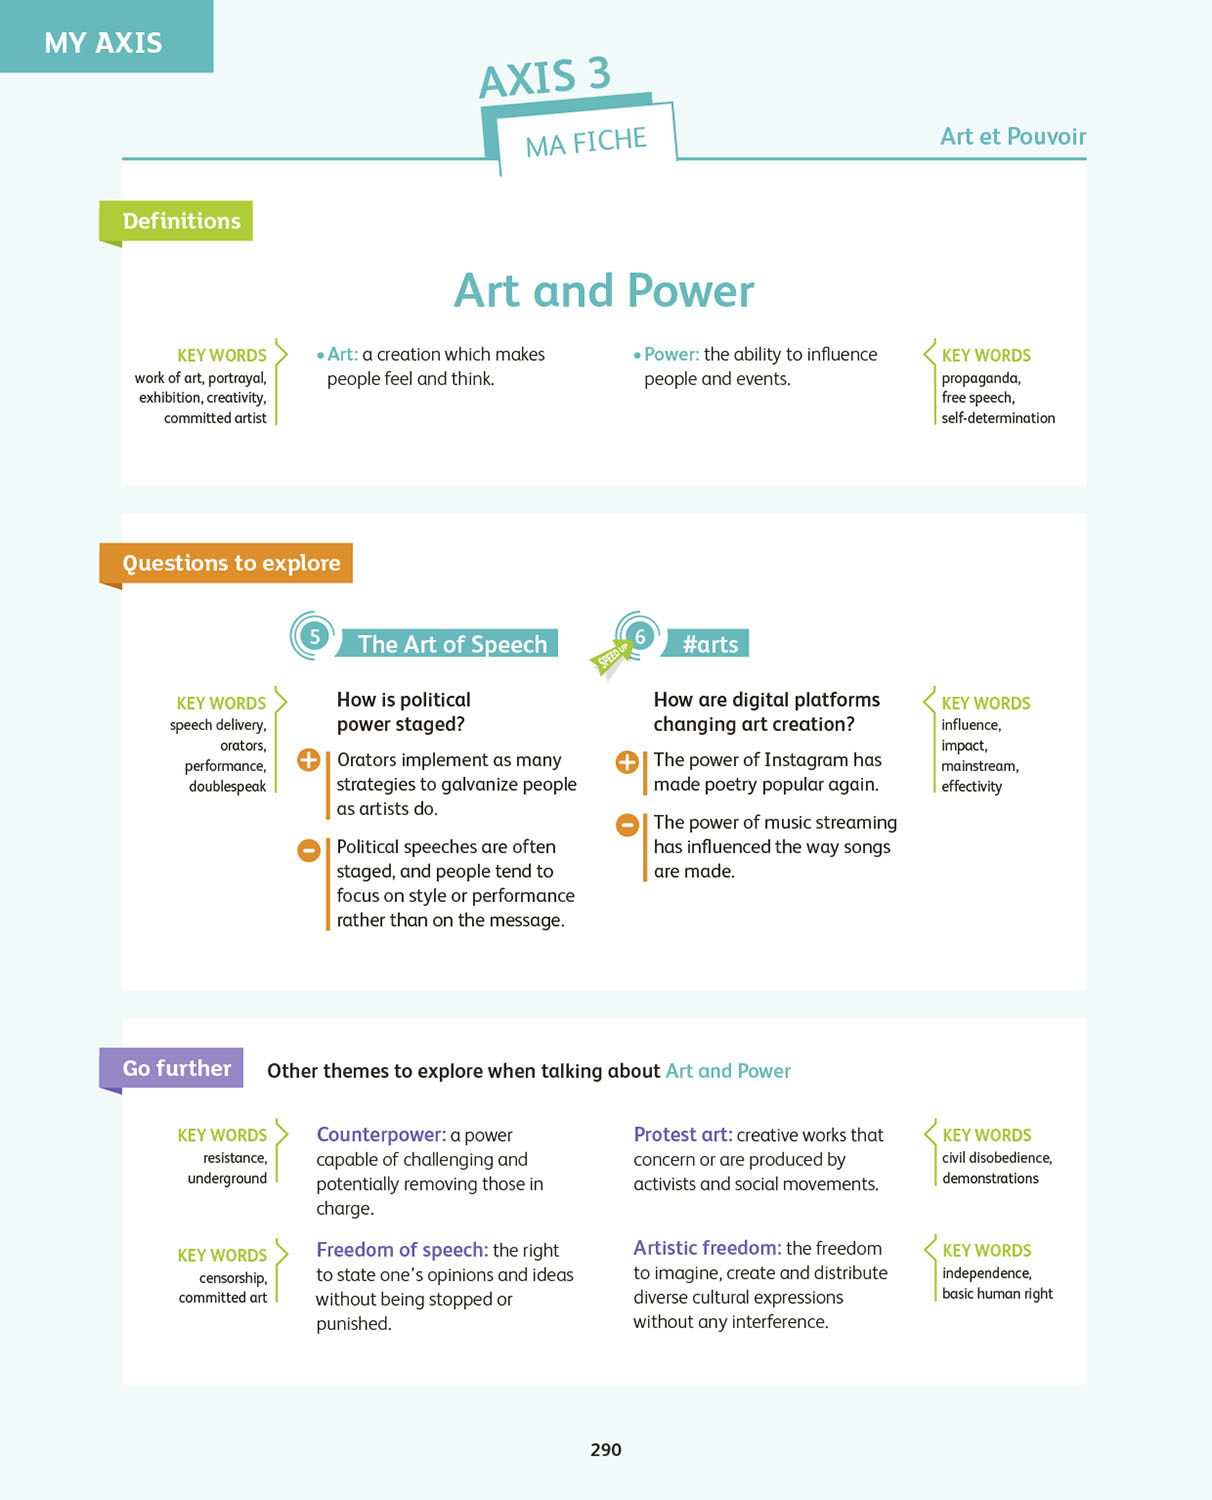 MY AXIS
AXIS 3
MA FICHE
Art et Pouvoir
Definitions
Art and Power
KEY WORDS
work of art, portrayal,
exhibition, creativity,
committed artist
• Art: a creation which makes
people feel and think.
• Power: the ability to influence
people and events.
KEY WORDS
propaganda,
free speech,
self-determination
Questions to explore
5
The Art of Speech
KEY WORDS
speech delivery,
orators,
performance,
doublespeak
How is political
power staged?
+
Orators implement as many
strategies to galvanize people
as artists do.
-
Political speeches are often
staged, and people tend to
focus on style or performance
rather than on the message.
SPEED UP
6
#arts
How are digital platforms
changing art creation?
+
The power of Instagram has
made poetry popular again.
-
The power of music streaming
has influenced the way songs
are made.
KEY WORDS
influence,
impact,
mainstream,
effectivity
Go further
Other themes to explore when talking about Art and Power
KEY WORDS
resistance,
underground
Counterpower: a power
capable of challenging and
potentially removing those in
charge.
Protest art: creative works that
concern or are produced by
activists and social movements.
KEY WORDS
civil disobedience,
demonstrations
KEY WORDS
censorship,
committed art
Freedom of speech: the right
to state one's opinions and ideas
without being stopped or
punished.
Artistic freedom: the freedom
to imagine, create and distribute
diverse cultural expressions
without any interference.
KEY WORDS
independence,
basic human right
290